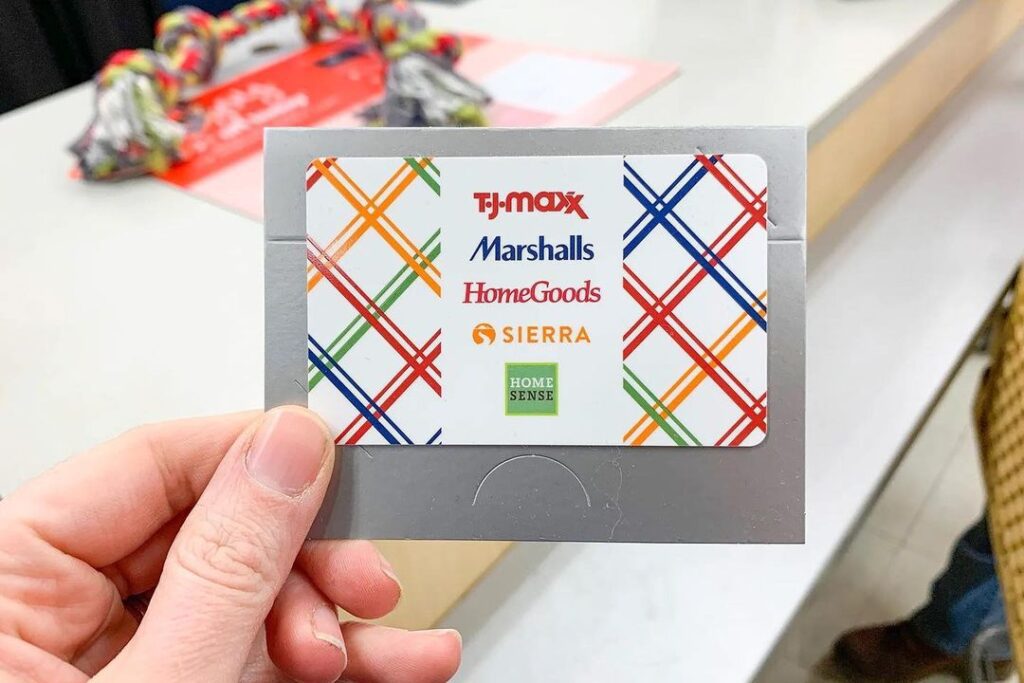 T.J.maxx
Marshalls
HomeGoods
SIERRA
HOME
SENSE